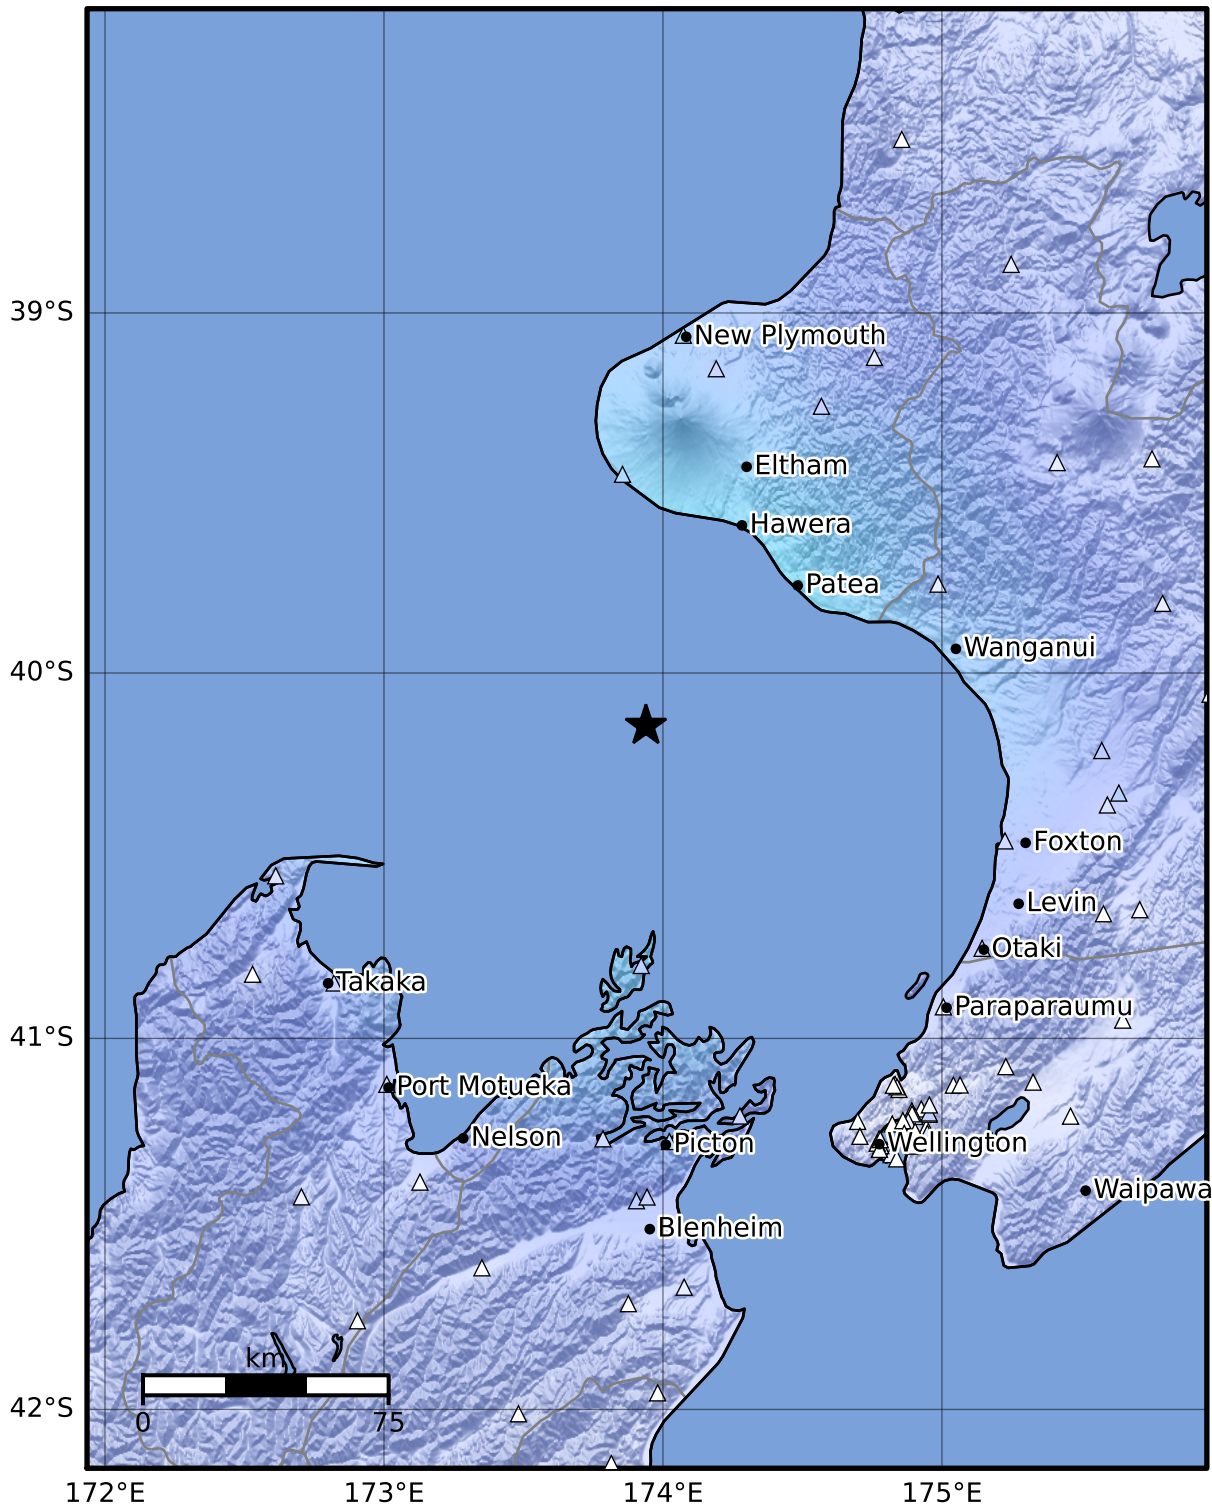 39°S
New Plymouth
Eltham
Hawera
Patea
40°S
Wanganui
Foxton
Levin
Otaki
Takaka
Paraparaumu
41°S
Port Motueka
Nelson
Picton
Wellington
Waipawa
Blenheim
km
0
75
42°S
172°E
173°E
174°E
175°E